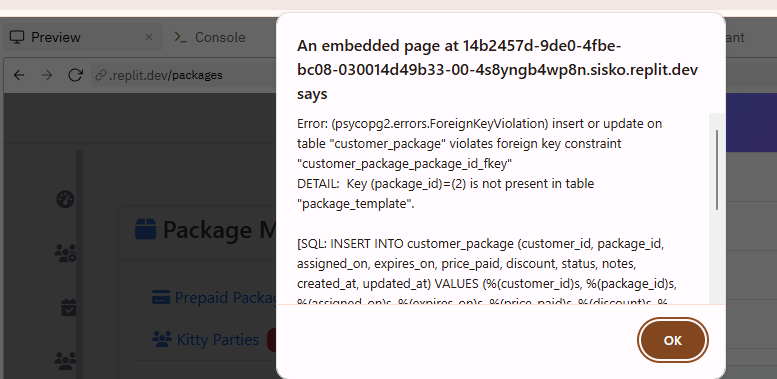 Preview
Console
ant
.replit.dev/packages
An embedded page at 14b2457d-9de0-4fbe-
bc08-030014d49b33-00-4s8yngb4wp8n.sisko.replit.dev
says
Error: (psycopg2.errors.ForeignKeyViolation) insert or update on
table "customer_package" violates foreign key constraint
"customer_package_package_id_fkey"
DETAIL:  Key (package_id)=(2) is not present in table
"package_template".
[SQL: INSERT INTO customer_package (customer_id, package_id,
assigned_on, expires_on, price_paid, discount, status, notes,
created_at, updated_at) VALUES (%(customer_id)s, %(package_id)s,
%(assigned_on)s, %(expires_on)s, %(price_paid)s, %(discount)s, %
OK
Package M
Prepaid Packag
Kitty Parties